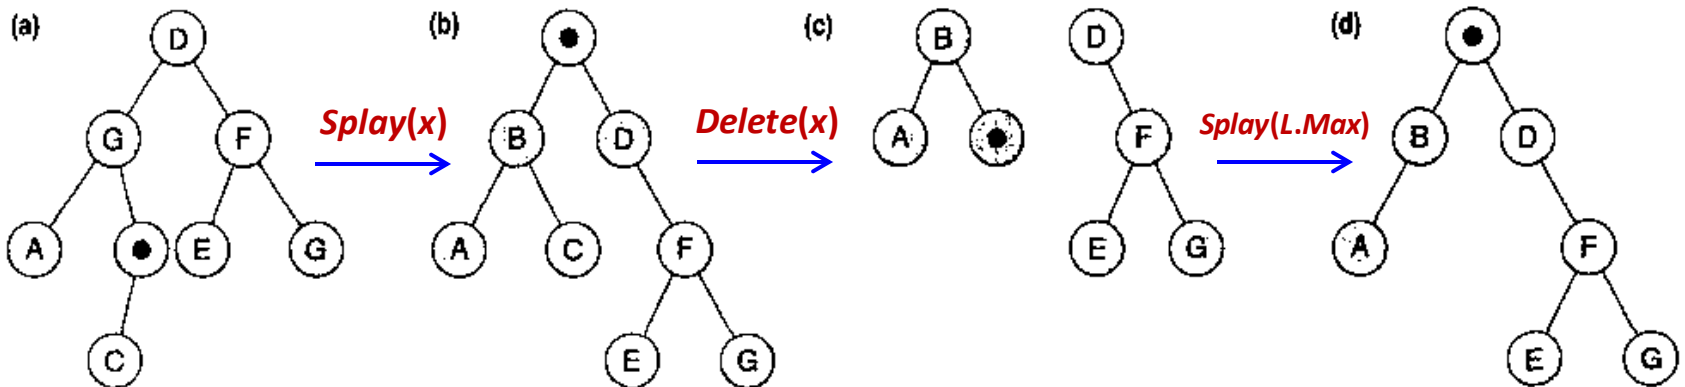 (a) D (b) (c) B D (d)
Splay(x) Delete(x) Splay(L.Max)
G F B D A F B D
A E G A C F E G A F
C E G E G